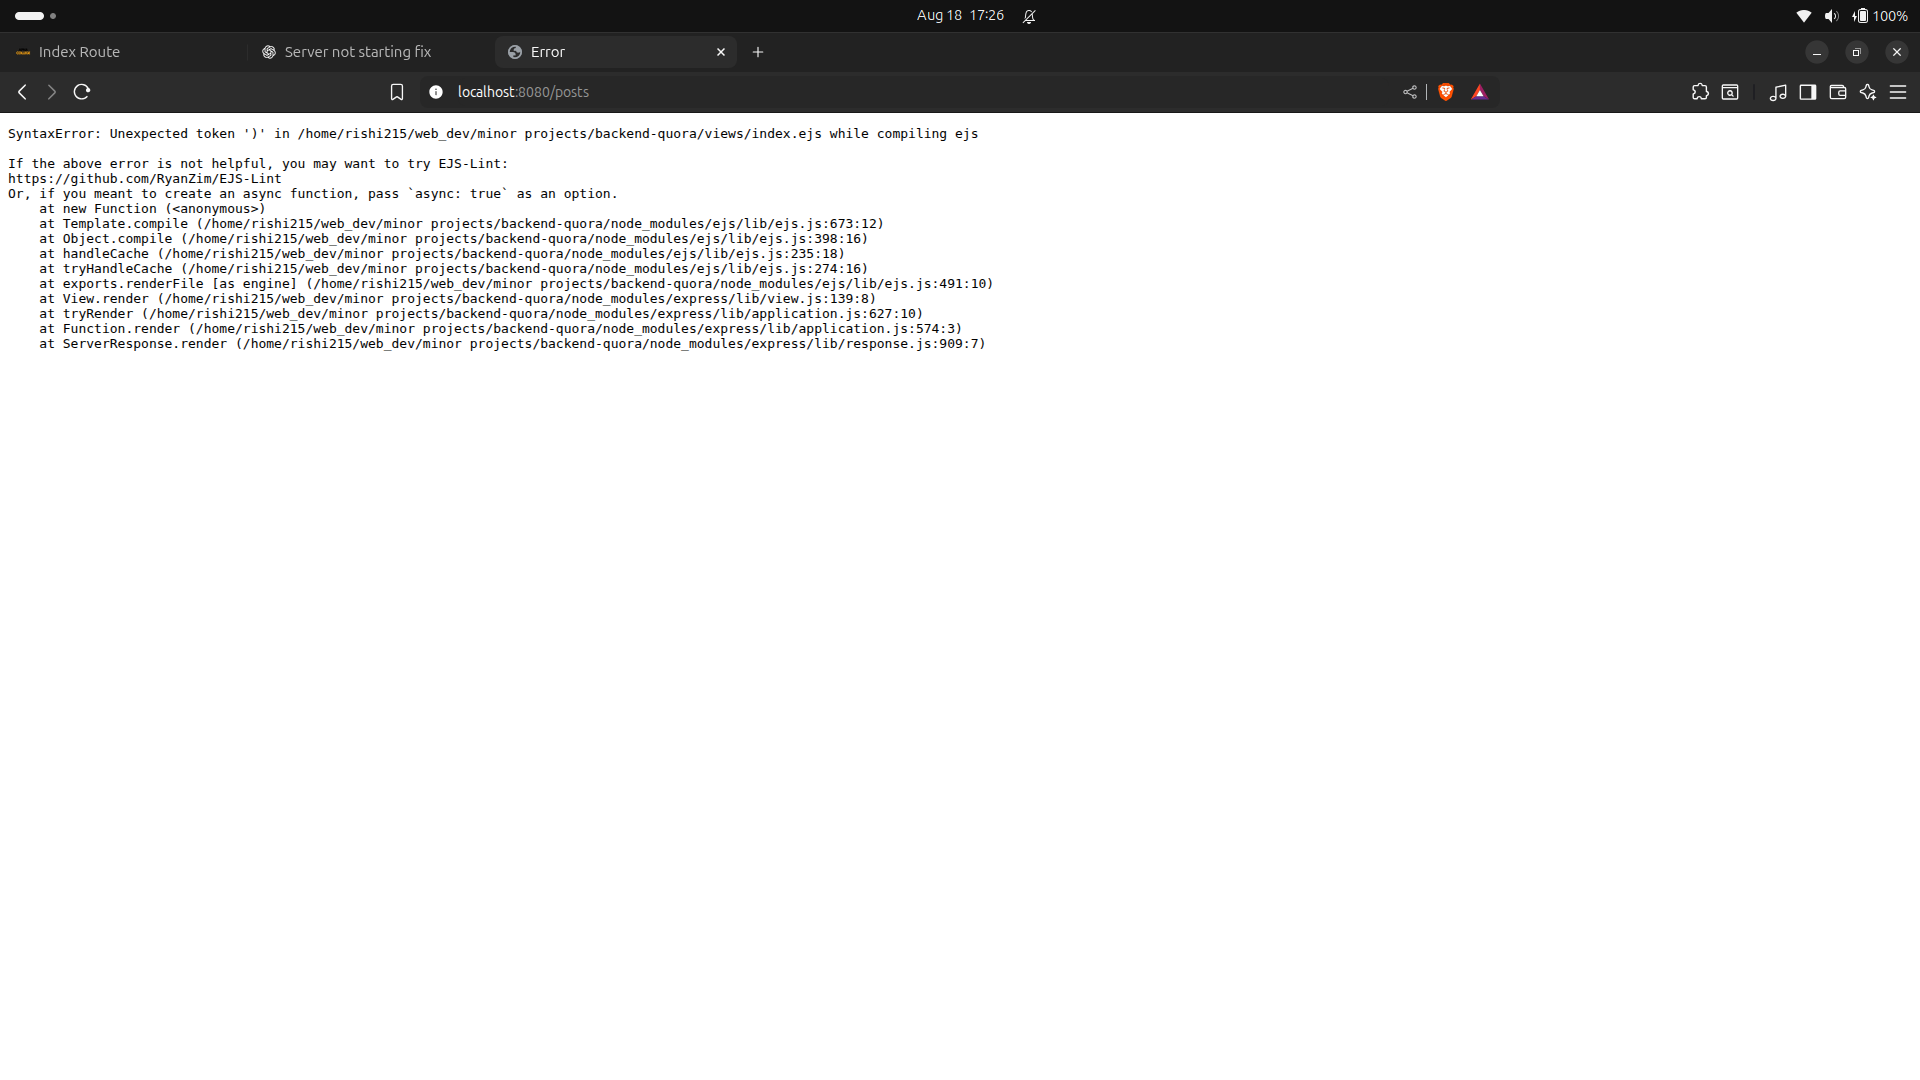 Aug 18 17:26
100%
Index Route
Server not starting fix
Error
localhost:8080/posts
SyntaxError: Unexpected token ')' in /home/rishi215/web_dev/minor projects/backend-quora/views/index.ejs while compiling ejs
If the above error is not helpful, you may want to try EJS-Lint:
https://github.com/RyanZim/EJS-Lint
Or, if you meant to create an async function, pass `async: true` as an option.
at new Function (<anonymous>)
at Template.compile (/home/rishi215/web_dev/minor projects/backend-quora/node_modules/ejs/lib/ejs.js:673:12)
at Object.compile (/home/rishi215/web_dev/minor projects/backend-quora/node_modules/ejs/lib/ejs.js:398:16)
at handleCache (/home/rishi215/web_dev/minor projects/backend-quora/node_modules/ejs/lib/ejs.js:235:18)
at tryHandleCache (/home/rishi215/web_dev/minor projects/backend-quora/node_modules/ejs/lib/ejs.js:274:16)
at exports.renderFile [as engine] (/home/rishi215/web_dev/minor projects/backend-quora/node_modules/ejs/lib/ejs.js:491:10)
at View.render (/home/rishi215/web_dev/minor projects/backend-quora/node_modules/express/lib/view.js:139:8)
at tryRender (/home/rishi215/web_dev/minor projects/backend-quora/node_modules/express/lib/application.js:627:10)
at Function.render (/home/rishi215/web_dev/minor projects/backend-quora/node_modules/express/lib/application.js:574:3)
at ServerResponse.render (/home/rishi215/web_dev/minor projects/backend-quora/node_modules/express/lib/response.js:909:7)